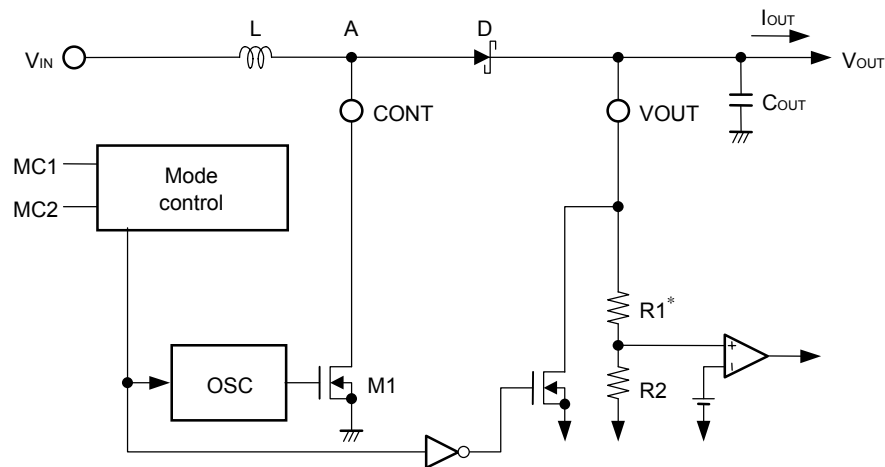 L A D IOUT
VIN VOUT
COUT
CONT VOUT
MC1
Mode
control
MC2
R1*
+
-
OSC M1 R2